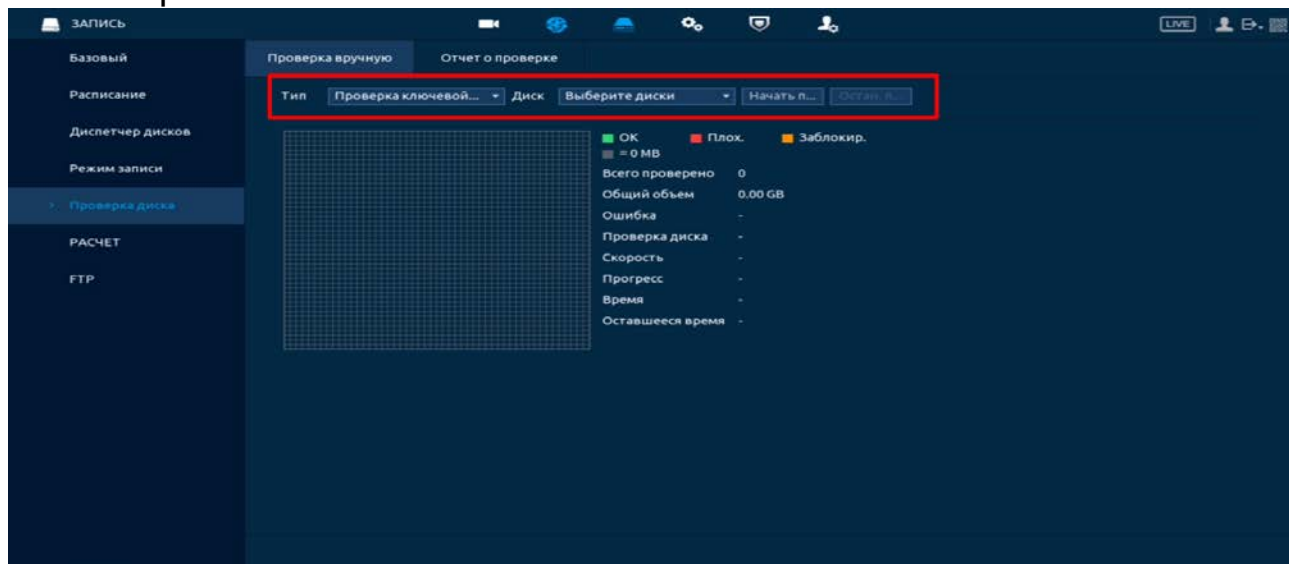 ЗАПИСЬ LIVE
Базовый
Расписание
Диспетчер дисков
Режим записи
Проверка диска
РАСЧЕТ
FTP
Проверка вручную Отчет о проверке
Тип Проверка ключевой... Диск Выберите диски Начать п... Остан. п...
ОК Плох. Заблокир.
= 0 MB
Всего проверено 0
Общий объем 0.00 GB
Ошибка -
Проверка диска -
Скорость -
Прогресс -
Время -
Оставшееся время -